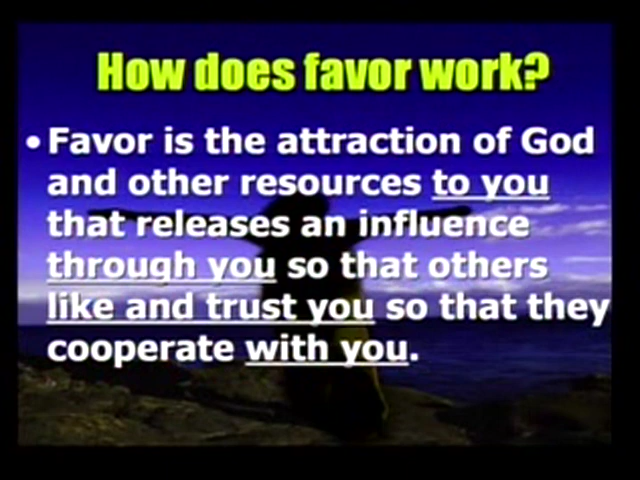 How does favor work?
• Favor is the attraction of God
and other resources to you
that releases an influence
through you so that others
like and trust you so that they
cooperate with you.